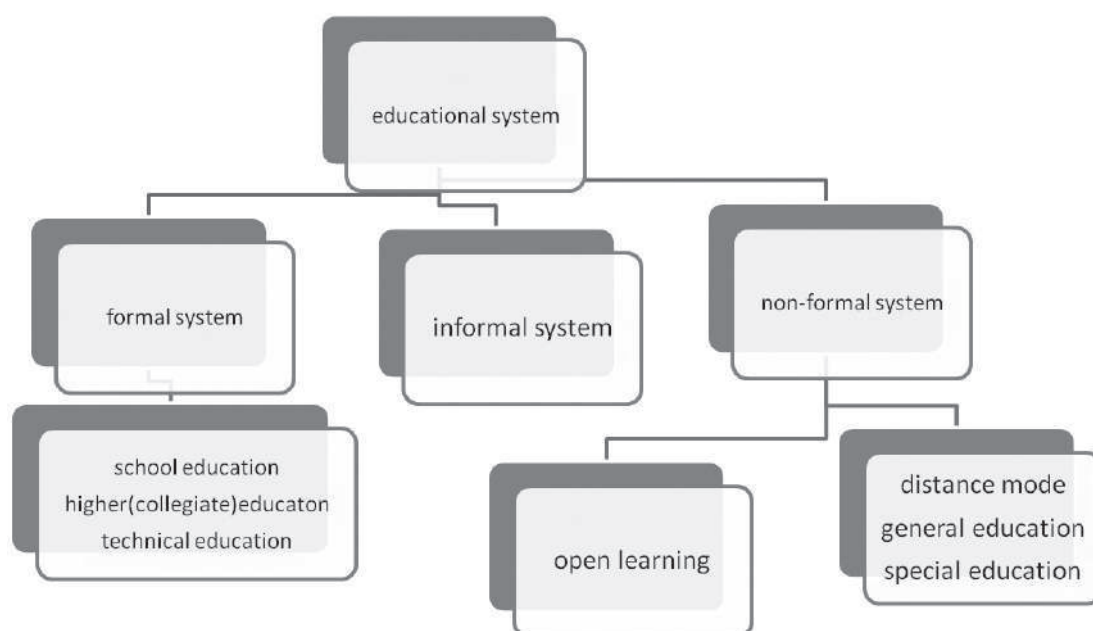 educational system
formal system
informal system
non-formal system
school education
higher(collegiate)educaton
technical education
open learning
distance mode
general education
special education